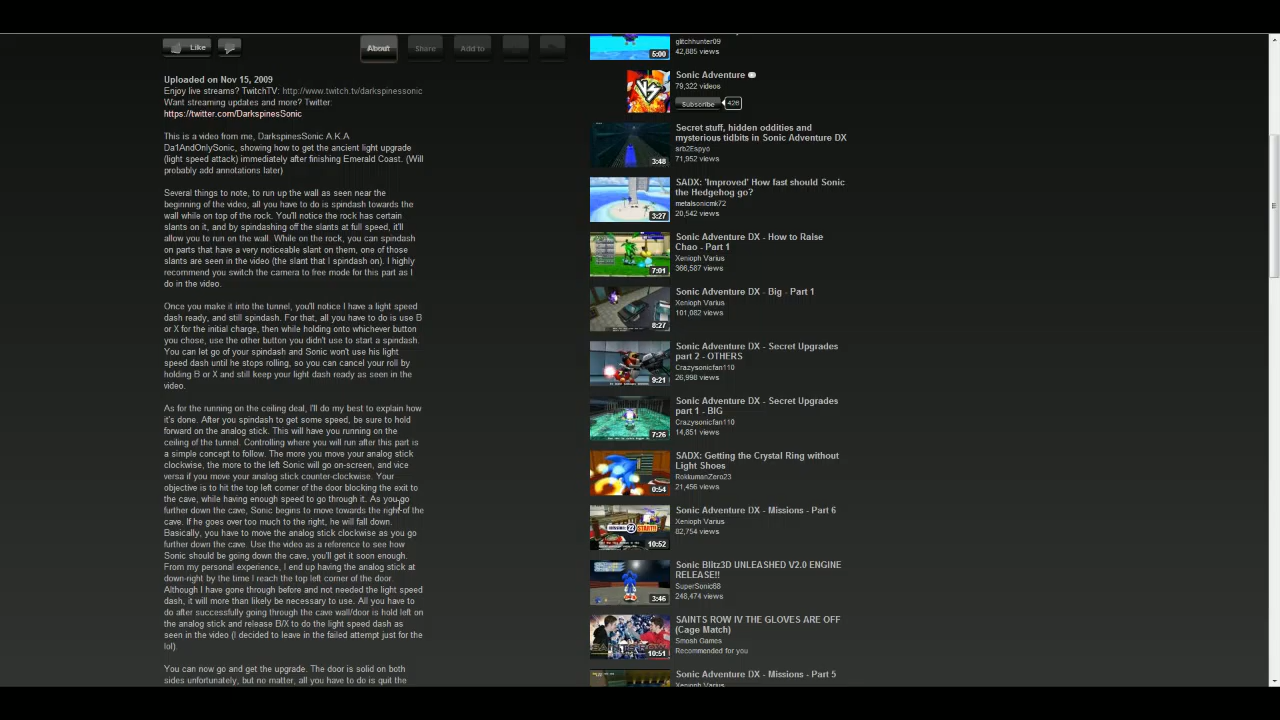 Like
About
Share
Add to
Uploaded on Nov 15, 2009
Enjoy live streams? TwitchTV: http://www.twitch.tv/darkspinessonic
Want streaming updates and more? Twitter:
https://twitter.com/DarkspinesSonic
This is a video from me, DarkspinesSonic A.K.A
Da1AndOnlySonic, showing how to get the ancient light upgrade
(light speed attack) immediately after finishing Emerald Coast. (Will
probably add annotations later)
Several things to note, to run up the wall as seen near the
beginning of the video, all you have to do is spindash towards the
wall while on top of the rock. You'll notice the rock has certain
slants on it, and by spindashing off the slants at full speed, it'll
allow you to run on the wall. While on the rock, you can spindash
on parts that have a very noticeable slant on them, one of those
slants are seen in the video (the slant that I spindash on). I highly
recommend you switch the camera to free mode for this part as I
do in the video.
Once you make it into the tunnel, you'll notice I have a light speed
dash ready, and still spindash. For that, all you have to do is use B
or X for the initial charge, then while holding onto whichever button
you chose, use the other button you didn't use to start a spindash.
You can let go of your spindash and Sonic won't use his light
speed dash until he stops rolling, so you can cancel your roll by
holding B or X and still keep your light dash ready as seen in the
video.
As for the running on the ceiling deal, I'll do my best to explain how
it's done. After you spindash to get some speed, be sure to hold
forward on the analog stick. This will have you running on the
ceiling of the tunnel. Controlling where you will run after this part is
a simple concept to follow. The more you move your analog stick
clockwise, the more to the left Sonic will go on-screen, and vice
versa if you move your analog stick counter-clockwise. Your
objective is to hit the top left corner of the door blocking the exit to
the cave, while having enough speed to go through it. As you go
further down the cave, Sonic begins to move towards the right of the
cave. If he goes over too much to the right, he will fall down.
Basically, you have to move the analog stick clockwise as you go
further down the cave. Use the video as a reference to see how
Sonic should be going down the cave, you'll get it soon enough.
From my personal experience, I end up having the analog stick at
down-right by the time I reach the top left corner of the door.
Although I have gone through before and not needed the light speed
dash, it will more than likely be necessary to use. All you have to
do after successfully going through the cave wall/door is hold left on
the analog stick and release B/X to do the light speed dash as
seen in the video (I decided to leave in the failed attempt just for the
lol).
You can now go and get the upgrade. The door is solid on both
sides unfortunately, but no matter, all you have to do is quit the
glitchhunter09
42,885 views
5:00
Sonic Adventure
79,322 videos
Subscribe
426
Secret stuff, hidden oddities and
mysterious tidbits in Sonic Adventure DX
srb2Espyo
71,952 views
3:48
SADX: 'Improved' How fast should Sonic
the Hedgehog go?
metalsonicmk72
20,542 views
3:27
Sonic Adventure DX - How to Raise
Chao - Part 1
Xenioph Varius
366,587 views
7:01
Sonic Adventure DX - Big - Part 1
Xenioph Varius
101,082 views
8:27
Sonic Adventure DX - Secret Upgrades
part 2 - OTHERS
Crazysonicfan110
26,998 views
9:21
Sonic Adventure DX - Secret Upgrades
part 1 - BIG
Crazysonicfan110
14,851 views
7:26
SADX: Getting the Crystal Ring without
Light Shoes
RokkumanZero23
21,456 views
0:54
Sonic Adventure DX - Missions - Part 6
Xenioph Varius
82,754 views
10:52
Sonic Blitz3D UNLEASHED V2.0 ENGINE
RELEASE!!
SuperSonic68
248,474 views
3:46
SAINTS ROW IV THE GLOVES ARE OFF
(Cage Match)
Smosh Games
Recommended for you
10:51
Sonic Adventure DX - Missions - Part 5